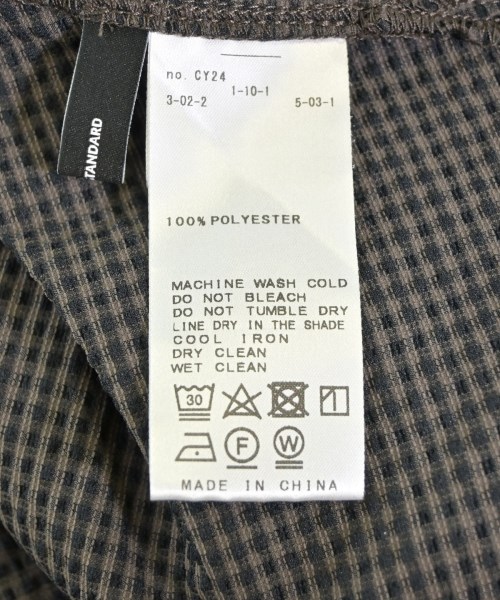 no. CY24
1-10-1
3-02-2 5-03-1
STANDARD
100% POLYESTER
MACHINE WASH COLD
DO NOT BLEACH
DO NOT TUMBLE DRY
LINE DRY IN THE SHADE
COOL IRON
DRY CLEAN
WET CLEAN
30
F W
MADE IN CHINA